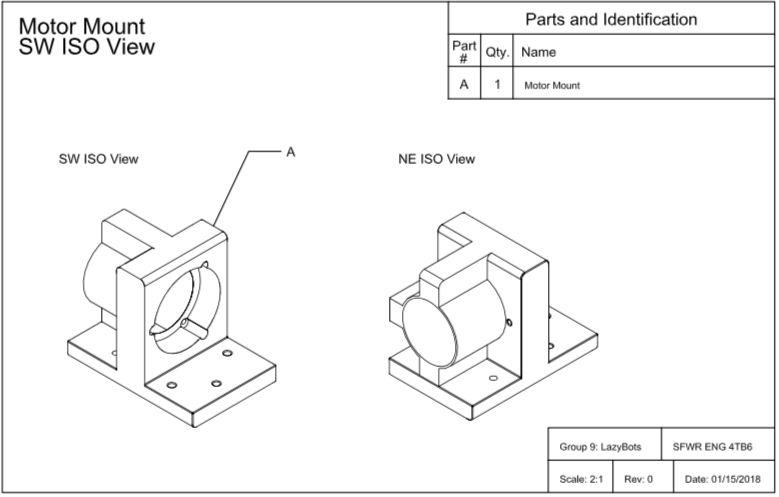 Motor Mount
SW ISO View
Parts and Identification
Part # Qty. Name
A 1 Motor Mount
SW ISO View
A
NE ISO View
Group 9: LazyBots SFWR ENG 4TB6
Scale: 2:1 Rev: 0 Date: 01/15/2018